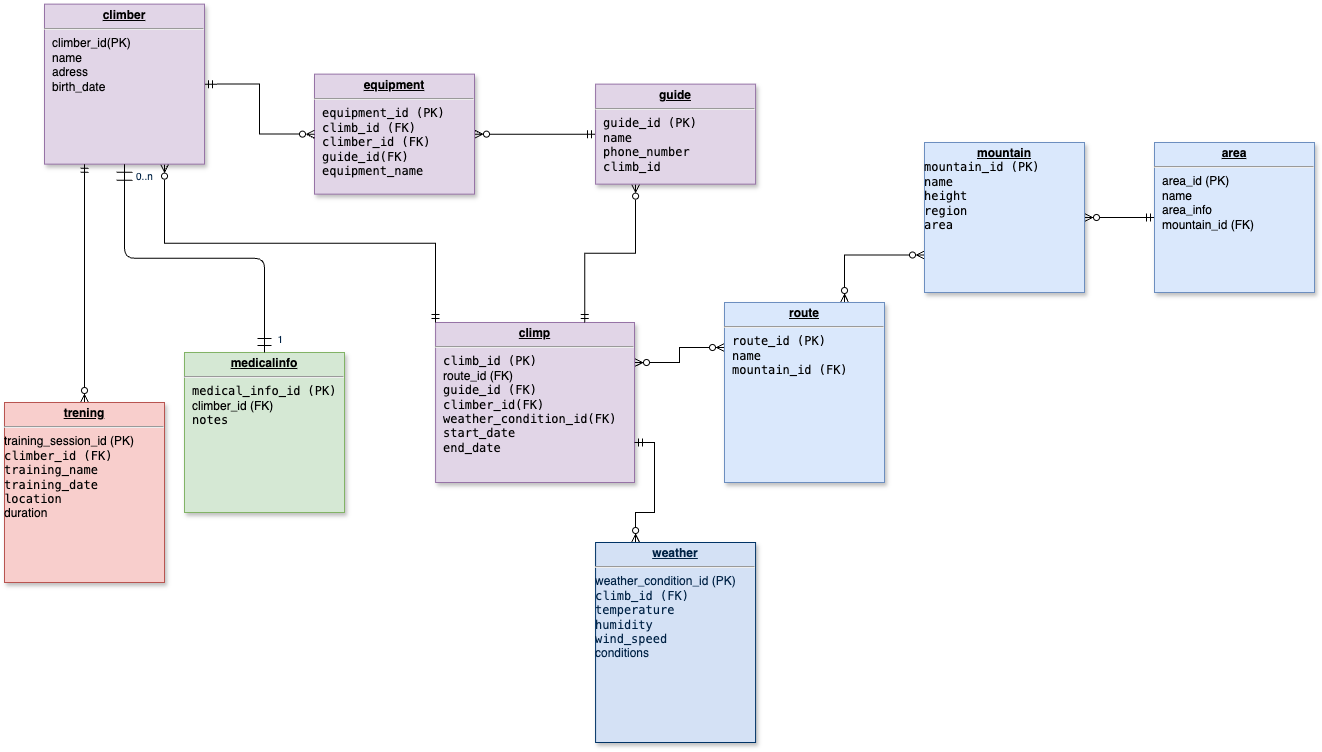 climber
climber_id(PK)
name
adress
birth_date
equipment
equipment_id (PK)
climb_id (FK)
climber_id (FK)
guide_id(FK)
equipment_name
guide
guide_id (PK)
name
phone_number
climb_id
mountain
mountain_id (PK)
name
height
region
area
area
area_id (PK)
name
area_info
mountain_id (FK)
0..n
1
climp
climb_id (PK)
route_id (FK)
guide_id (FK)
climber_id(FK)
weather_condition_id(FK)
start_date
end_date
route
route_id (PK)
name
mountain_id (FK)
medicalinfo
medical_info_id (PK)
climber_id (FK)
notes
trening
training_session_id (PK)
climber_id (FK)
training_name
training_date
location
duration
weather
weather_condition_id (PK)
climb_id (FK)
temperature
humidity
wind_speed
conditions